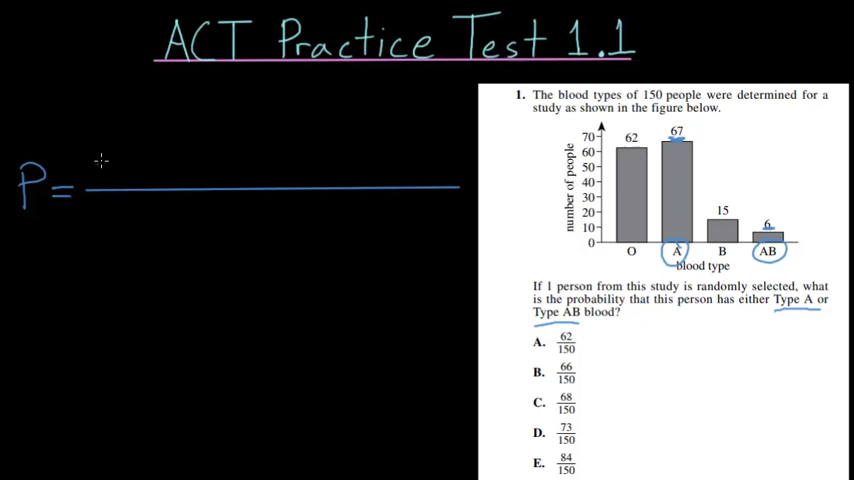 ACT Practice Test 1.1
P=
1. The blood types of 150 people were determined for a
study as shown in the figure below.
number of people
70
60
50
40
30
20
10
0
62
67
15
6
O A B AB
blood type
If 1 person from this study is randomly selected, what
is the probability that this person has either Type A or
Type AB blood?
A. 62/150
B. 66/150
C. 68/150
D. 73/150
E. 84/150